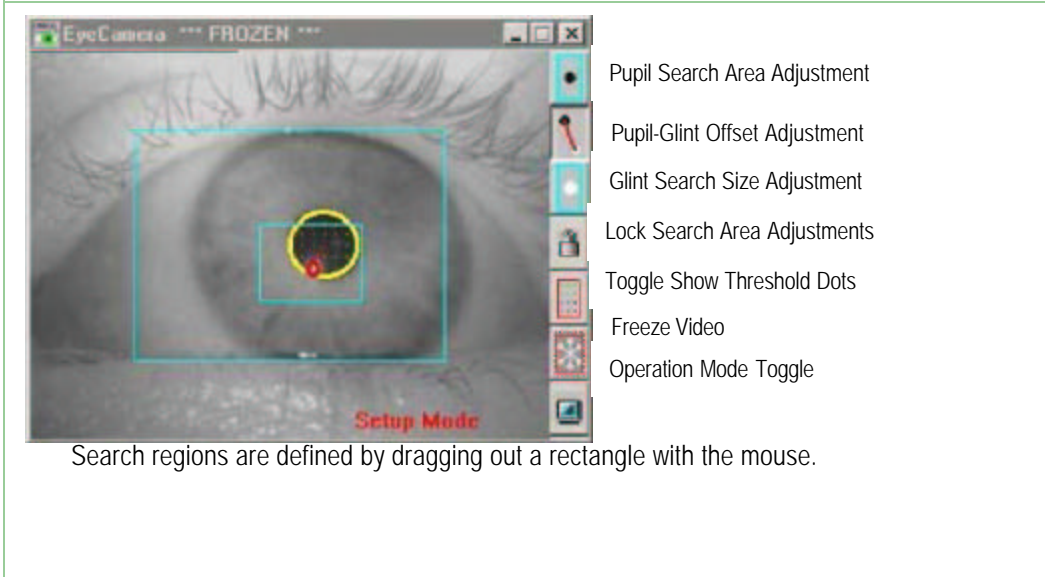 EyeCamera *** FROZEN ***
Pupil Search Area Adjustment
Pupil-Glint Offset Adjustment
Glint Search Size Adjustment
Lock Search Area Adjustments
Toggle Show Threshold Dots
Freeze Video
Operation Mode Toggle
Setup Mode
Search regions are defined by dragging out a rectangle with the mouse.